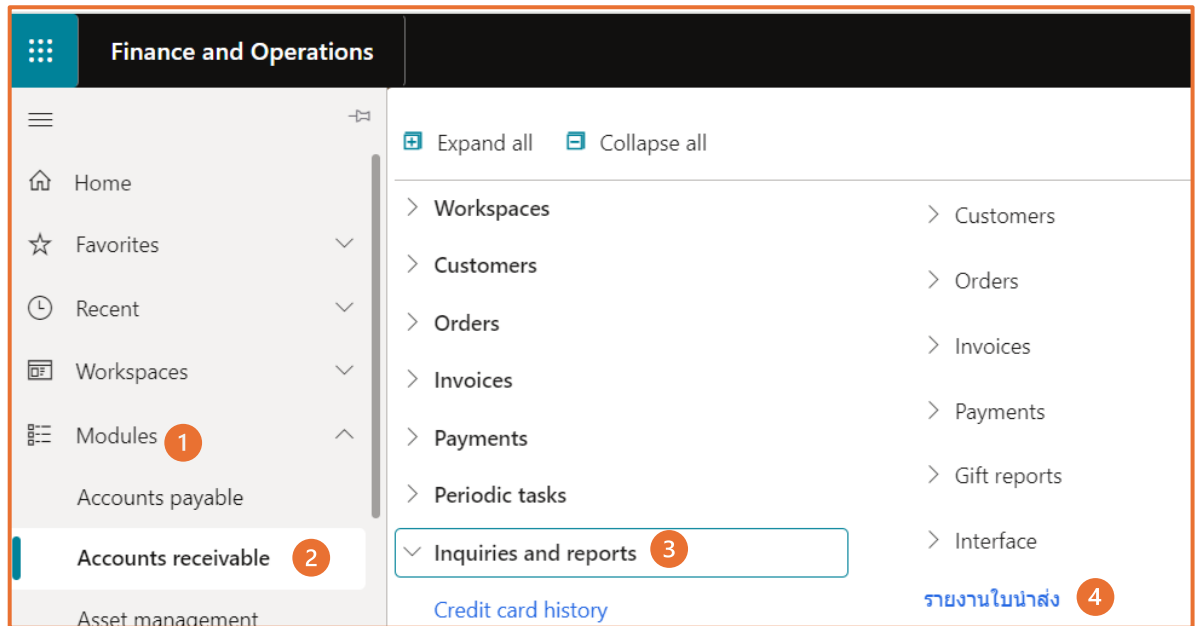 Finance and Operations
Home
Favorites
Recent
Workspaces
Modules 1
Accounts payable
Accounts receivable 2
Asset management
Expand all Collapse all
Workspaces
Customers
Orders
Invoices
Payments
Periodic tasks
Inquiries and reports 3
Credit card history
Customers
Orders
Invoices
Payments
Gift reports
Interface
รายงานใบนำส่ง 4